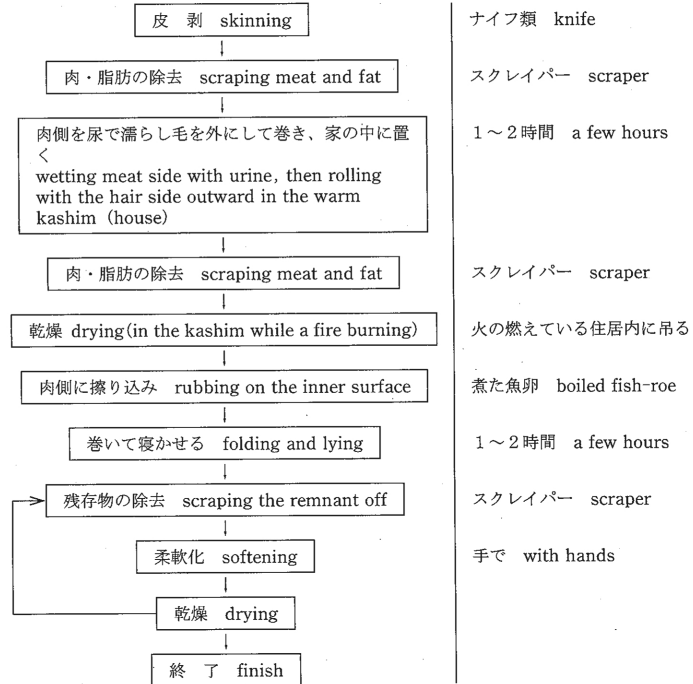 皮　剥　skinning
ナイフ類　knife
肉・脂肪の除去　scraping meat and fat
スクレイパー　scraper
肉側を尿で濡らし毛を外にして巻き、家の中に置
く
wetting meat side with urine, then rolling
with the hair side outward in the warm
kashim（house）
１〜２時間　a few hours
肉・脂肪の除去　scraping meat and fat
スクレイパー　scraper
乾燥 drying(in the kashim while a fire burning)
火の燃えている住居内に吊る
肉側に擦り込み　rubbing on the inner surface
煮た魚卵　boiled fish-roe
巻いて寝かせる　folding and lying
１〜２時間　a few hours
残存物の除去　scraping the remnant off
スクレイパー　scraper
柔軟化　softening
手で　with hands
乾燥　drying
終　了　finish